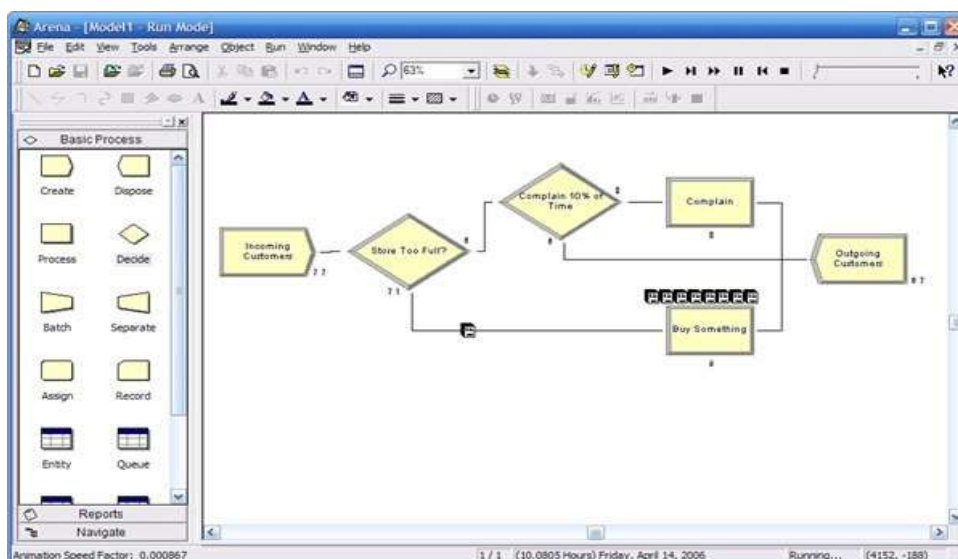 Arena - [Model1 - Run Mode]
File Edit View Tools Arrange Object Run Window Help
63%
Basic Process
Create Dispose
Process Decide
Batch Separate
Assign Record
Entity Queue
Reports
Navigate
Incoming
Customers
Store Too Full?
Complain 10% of
Time
Complain
Outgoing
Customers
Buy Something
Animation Speed Factor: 0.000867
1 / 1 (10.0805 Hours) Friday, April 14, 2006 Running... (4152, -188)